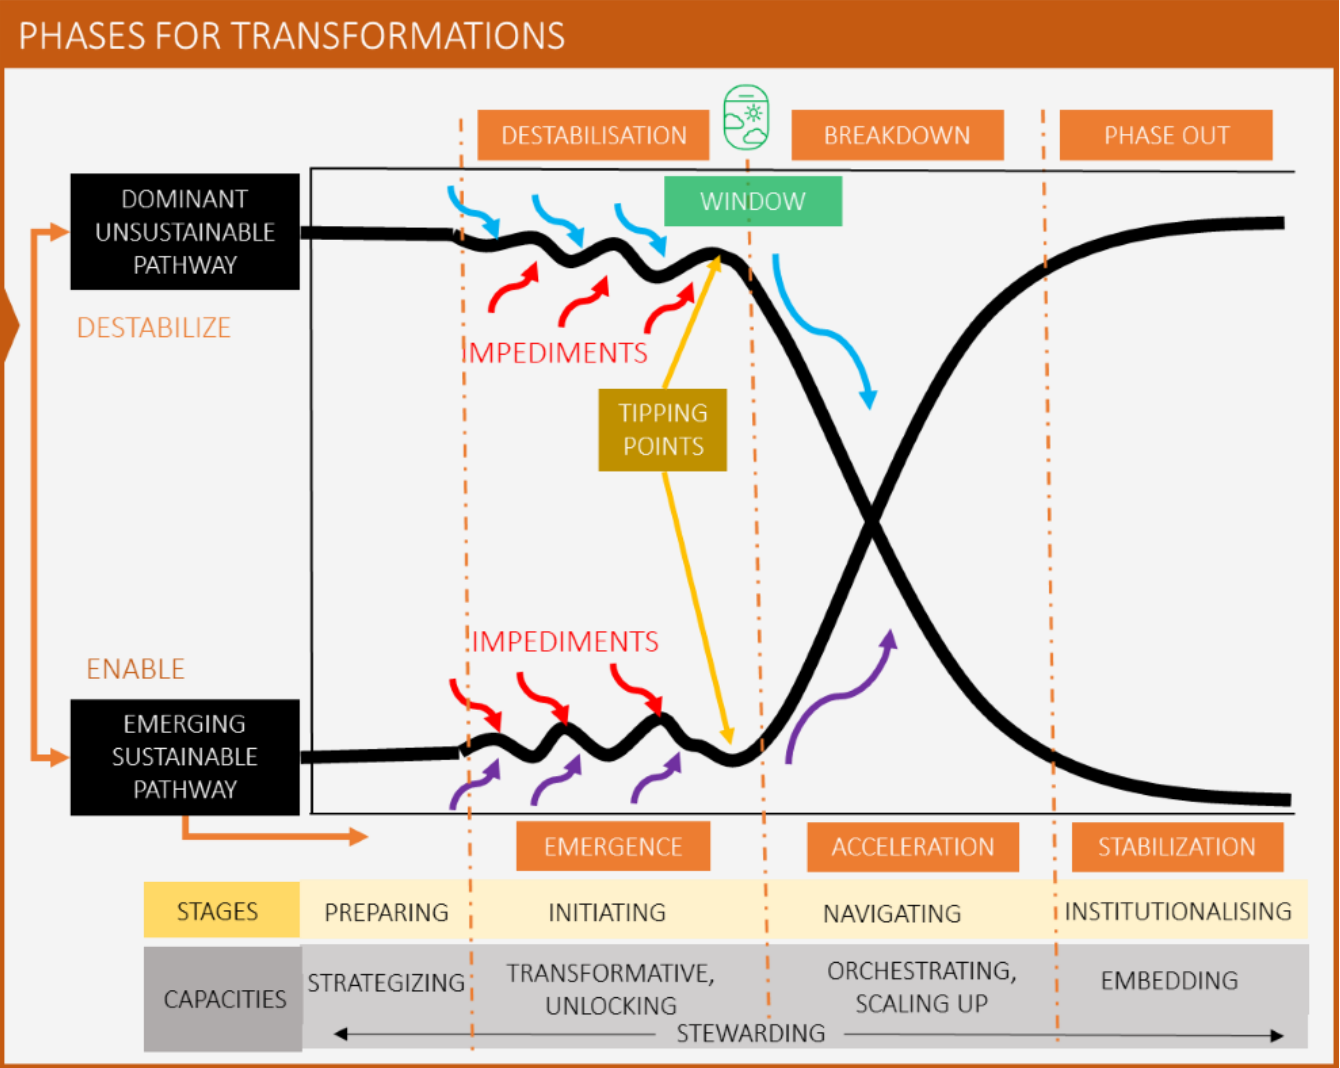 PHASES FOR TRANSFORMATIONS
DESTABILISATION
BREAKDOWN
PHASE OUT
WINDOW
DOMINANT
UNSUSTAINABLE
PATHWAY
DESTABILIZE
IMPEDIMENTS
TIPPING
POINTS
IMPEDIMENTS
ENABLE
EMERGING
SUSTAINABLE
PATHWAY
EMERGENCE
ACCELERATION
STABILIZATION
STAGES
PREPARING
INITIATING
NAVIGATING
INSTITUTIONALISING
CAPACITIES
STRATEGIZING
TRANSFORMATIVE,
UNLOCKING
ORCHESTRATING,
SCALING UP
EMBEDDING
STEWARDING